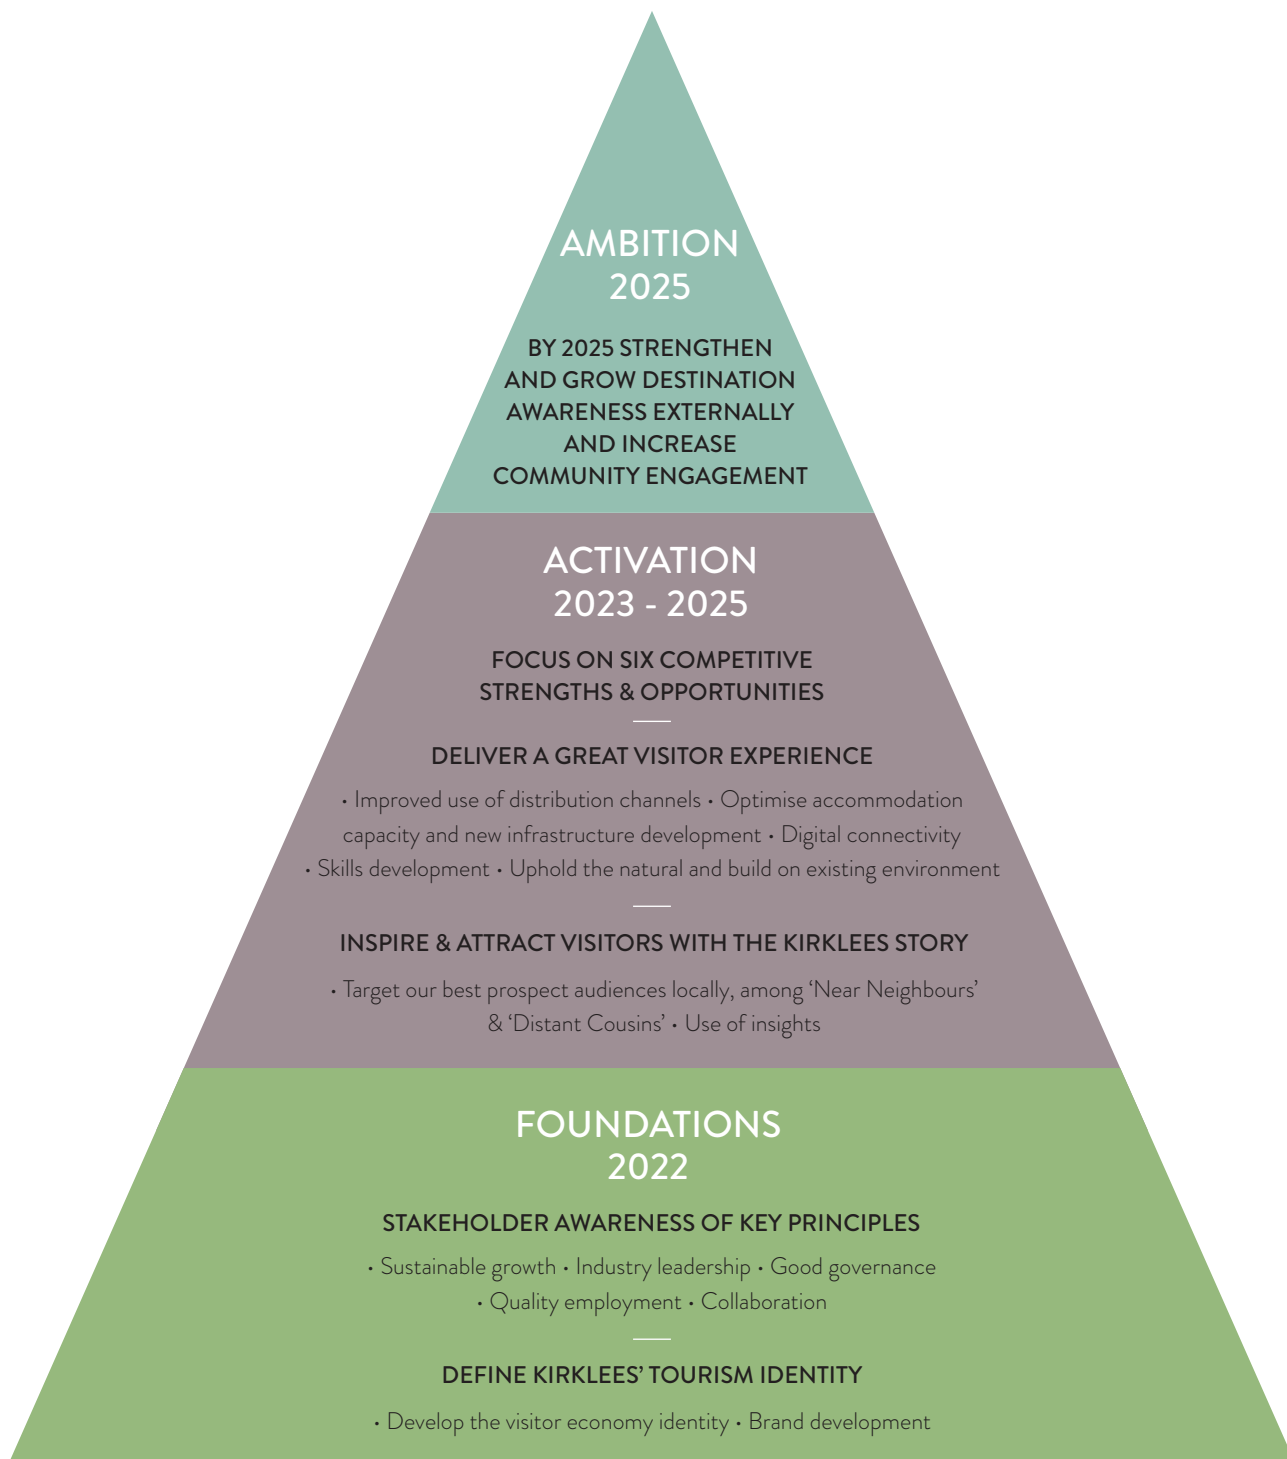 AMBITION
2025
BY 2025 STRENGTHEN
AND GROW DESTINATION
AWARENESS EXTERNALLY
AND INCREASE
COMMUNITY ENGAGEMENT
ACTIVATION
2023 - 2025
FOCUS ON SIX COMPETITIVE
STRENGTHS & OPPORTUNITIES
DELIVER A GREAT VISITOR EXPERIENCE
• Improved use of distribution channels • Optimise accommodation
capacity and new infrastructure development • Digital connectivity
• Skills development • Uphold the natural and build on existing environment
INSPIRE & ATTRACT VISITORS WITH THE KIRKLEES STORY
• Target our best prospect audiences locally, among ‘Near Neighbours’
& ‘Distant Cousins’ • Use of insights
FOUNDATIONS
2022
STAKEHOLDER AWARENESS OF KEY PRINCIPLES
• Sustainable growth • Industry leadership • Good governance
• Quality employment • Collaboration
DEFINE KIRKLEES’ TOURISM IDENTITY
• Develop the visitor economy identity • Brand development